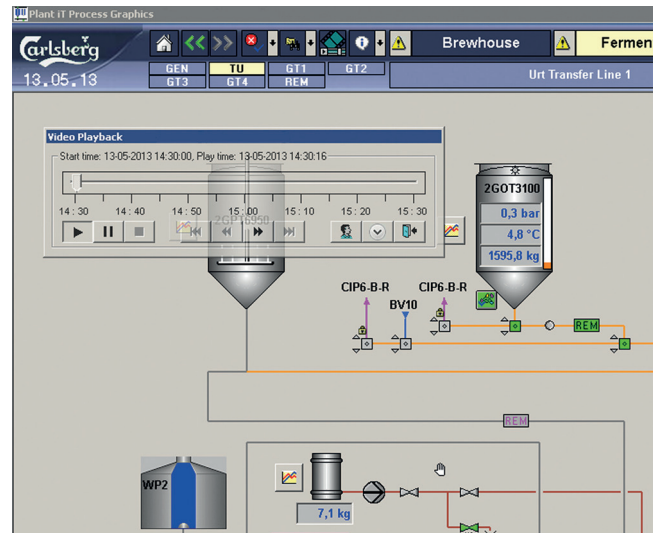 Plant iT Process Graphics
Carlsberg
Brewhouse
Fermen
13.05.13
GEN TU GT1 GT2
GT3 GT4 REM
Urt Transfer Line 1
Video Playback
Start time: 13-05-2013 14:30:00, Play time: 13-05-2013 14:30:16
14:30 14:40 14:50 15:00 15:10 15:20 15:30
2GPT6950
2GOT3100
0,3 bar
4,8 °C
1595,8 kg
CIP6-B-R
CIP6-B-R
BV10
REM
REM
WP2
7,1 kg